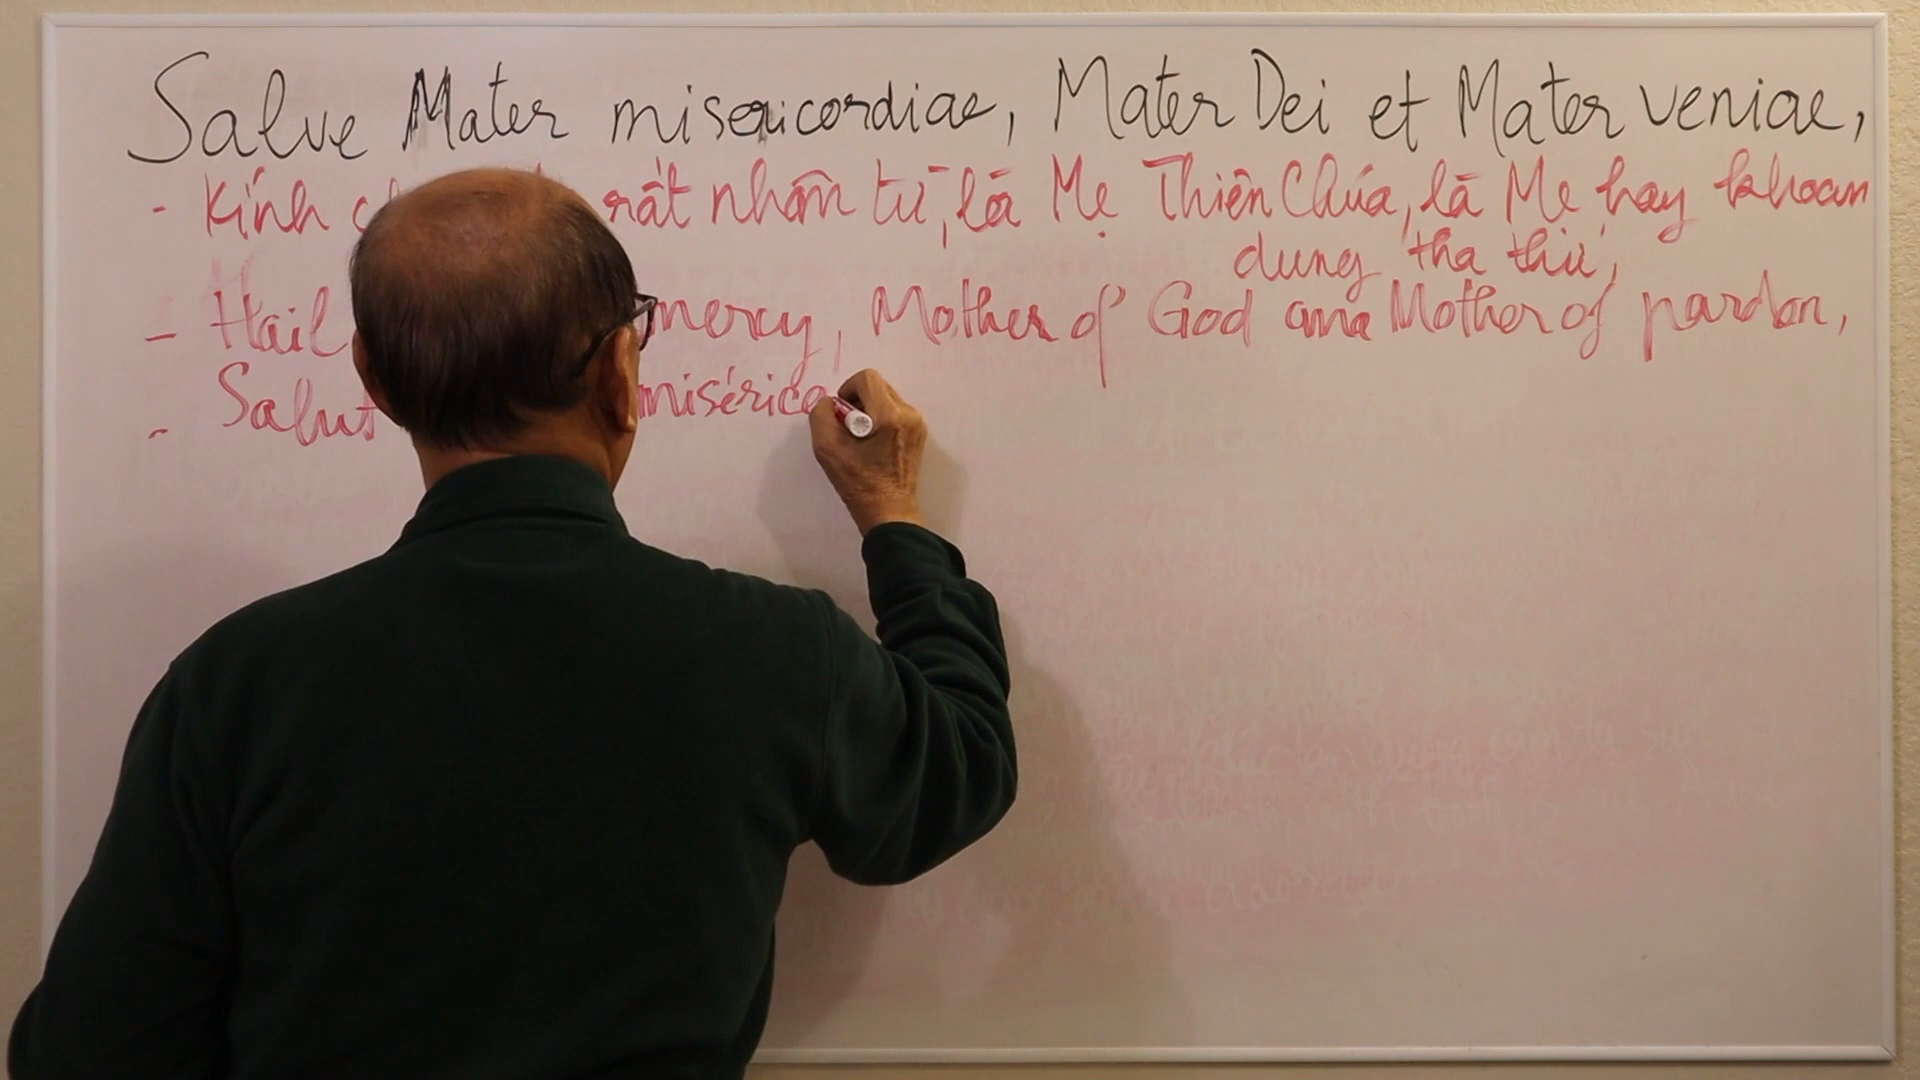 Salve Mater misericordiae, Mater Dei et Mater veniae,
- Kính rất nhân từ, là Mẹ Thiên Chúa, là Mẹ hay khoan
dung tha thứ,
- Hail mercy, Mother of God and Mother of pardon,
- Salut misérico